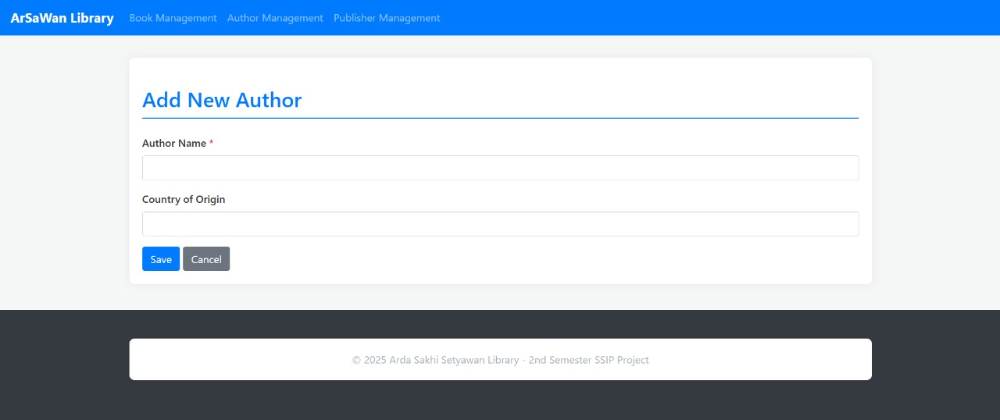 ArSaWan Library Book Management Author Management Publisher Management
Add New Author
Author Name *
Country of Origin
Save Cancel
© 2025 Arda Sakhi Setyawan Library - 2nd Semester SSIP Project